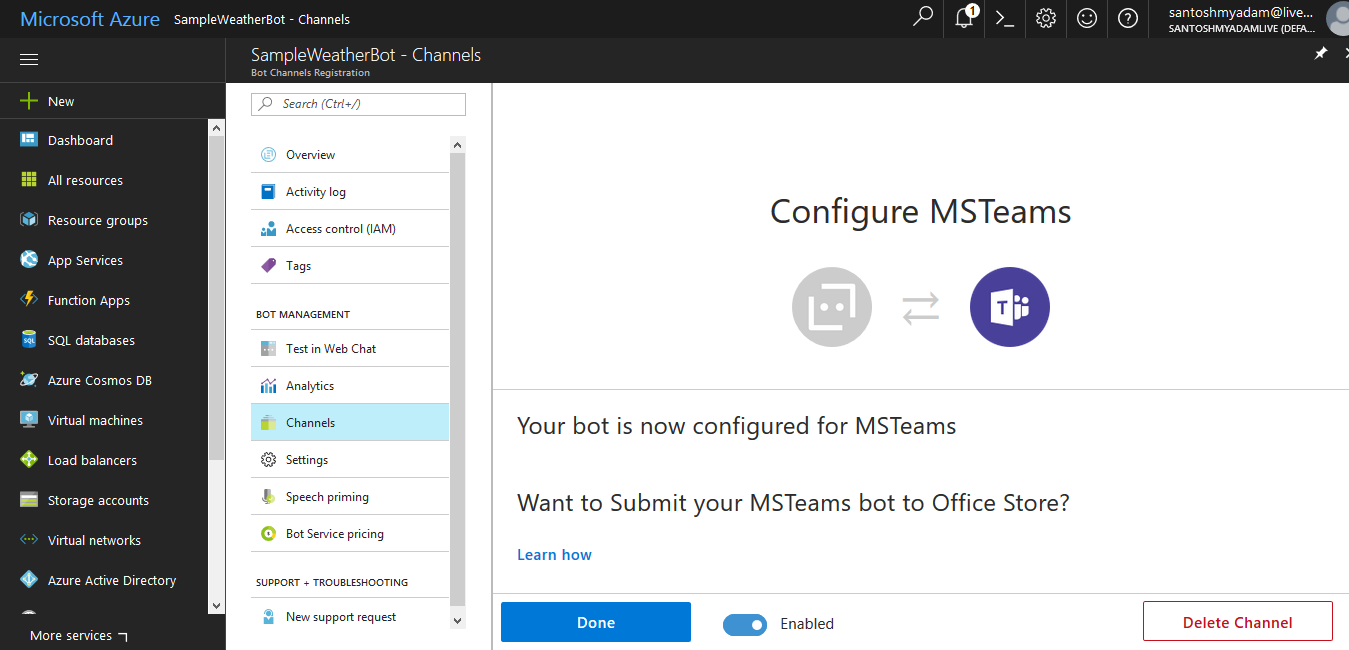 Microsoft Azure SampleWeatherBot - Channels
1
santoshmyadam@live...
SANTOSHMYADAMLIVE (DEFA...
SampleWeatherBot - Channels
Bot Channels Registration
New
Dashboard
All resources
Resource groups
App Services
Function Apps
SQL databases
Azure Cosmos DB
Virtual machines
Load balancers
Storage accounts
Virtual networks
Azure Active Directory
More services
Search (Ctrl+/)
Overview
Activity log
Access control (IAM)
Tags
BOT MANAGEMENT
Test in Web Chat
Analytics
Channels
Settings
Speech priming
Bot Service pricing
SUPPORT + TROUBLESHOOTING
New support request
Configure MSTeams
T
Your bot is now configured for MSTeams
Want to Submit your MSTeams bot to Office Store?
Learn how
Done
Enabled
Delete Channel